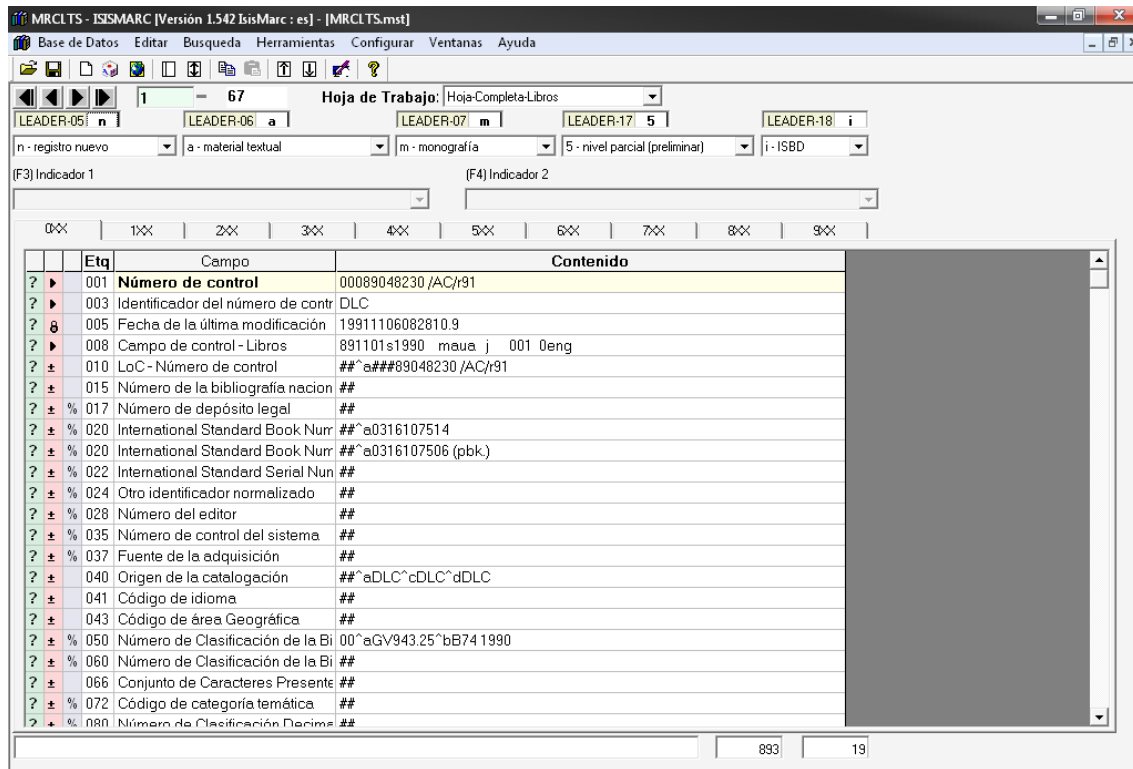 MRCLTS - ISISMARC [Versión 1.542 IsisMarc : es] - [MRCLTS.mst]
Base de Datos Editar Busqueda Herramientas Configurar Ventanas Ayuda
1 – 67 Hoja de Trabajo: Hoja-Completa-Libros
LEADER-05 n LEADER-06 a LEADER-07 m LEADER-17 5 LEADER-18 i
n - registro nuevo a - material textual m - monografía 5 - nivel parcial (preliminar) i - ISBD
(F3) Indicador 1 (F4) Indicador 2
0XX 1XX 2XX 3XX 4XX 5XX 6XX 7XX 8XX 9XX
Etq Campo Contenido
? 001 Número de control 00089048230 /AC/r91
? 003 Identificador del número de contr DLC
? 005 Fecha de la última modificación 19911106082810.9
? 008 Campo de control - Libros 891101s1990 maua j 001 0eng
? ± 010 LoC - Número de control ##^a###89048230 /AC/r91
? ± 015 Número de la bibliografía nacion ##
? ± % 017 Número de depósito legal ##
? ± % 020 International Standard Book Num ##^a0316107514
? ± % 020 International Standard Book Num ##^a0316107506 (pbk.)
? ± % 022 International Standard Serial Nun ##
? ± % 024 Otro identificador normalizado ##
? ± % 028 Número del editor ##
? ± % 035 Número de control del sistema ##
? ± % 037 Fuente de la adquisición ##
? ± 040 Origen de la catalogación ##^aDLC^cDLC^dDLC
? ± 041 Código de idioma ##
? ± 043 Código de área Geográfica ##
? ± % 050 Número de Clasificación de la Bi 00^aGV943.25^bB74 1990
? ± % 060 Número de Clasificación de la Bi ##
? ± 066 Conjunto de Caracteres Presente ##
? ± % 072 Código de categoría temática ##
? ± % 080 Número de Clasificación Decima ##
893 19